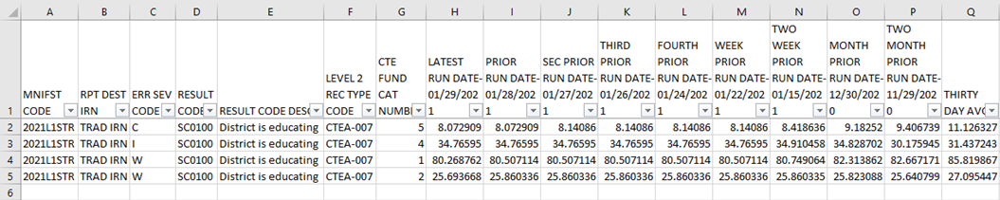 A B C D E F G H I J K L M N O P Q
TWO TWO
THIRD FOURTH WEEK WEEK MONTH MONTH
CTE LATEST PRIOR SEC PRIOR PRIOR PRIOR PRIOR PRIOR PRIOR PRIOR
LEVEL 2 FUND RUN DATE- RUN DATE- RUN DATE- RUN DATE- RUN DATE- RUN DATE- RUN DATE- RUN DATE- RUN DATE-
MNIFST RPT DEST ERR SEV RESULT REC TYPE CAT 01/29/202 01/28/202 01/27/202 01/26/202 01/24/202 01/22/202 01/15/202 12/30/202 11/29/202 THIRTY
1 CODE IRN CODE CODE RESULT CODE DESC CODE NUMBI 1 1 1 1 1 1 1 0 0 DAY AVG
2 2021L1STR TRAD IRN C SC0100 District is educating CTEA-007 5 8.072909 8.072909 8.14086 8.14086 8.14086 8.14086 8.418636 9.18252 9.406739 11.126327
3 2021L1STR TRAD IRN I SC0100 District is educating CTEA-007 4 34.76595 34.76595 34.76595 34.76595 34.76595 34.76595 34.910458 34.828702 30.175945 31.437243
4 2021L1STR TRAD IRN W SC0100 District is educating CTEA-007 1 80.268762 80.507114 80.507114 80.507114 80.507114 80.507114 80.749064 82.313862 82.667171 85.819867
5 2021L1STR TRAD IRN W SC0100 District is educating CTEA-007 2 25.693668 25.860336 25.860336 25.860336 25.860336 25.860336 25.860335 25.823088 25.640799 27.095447
6